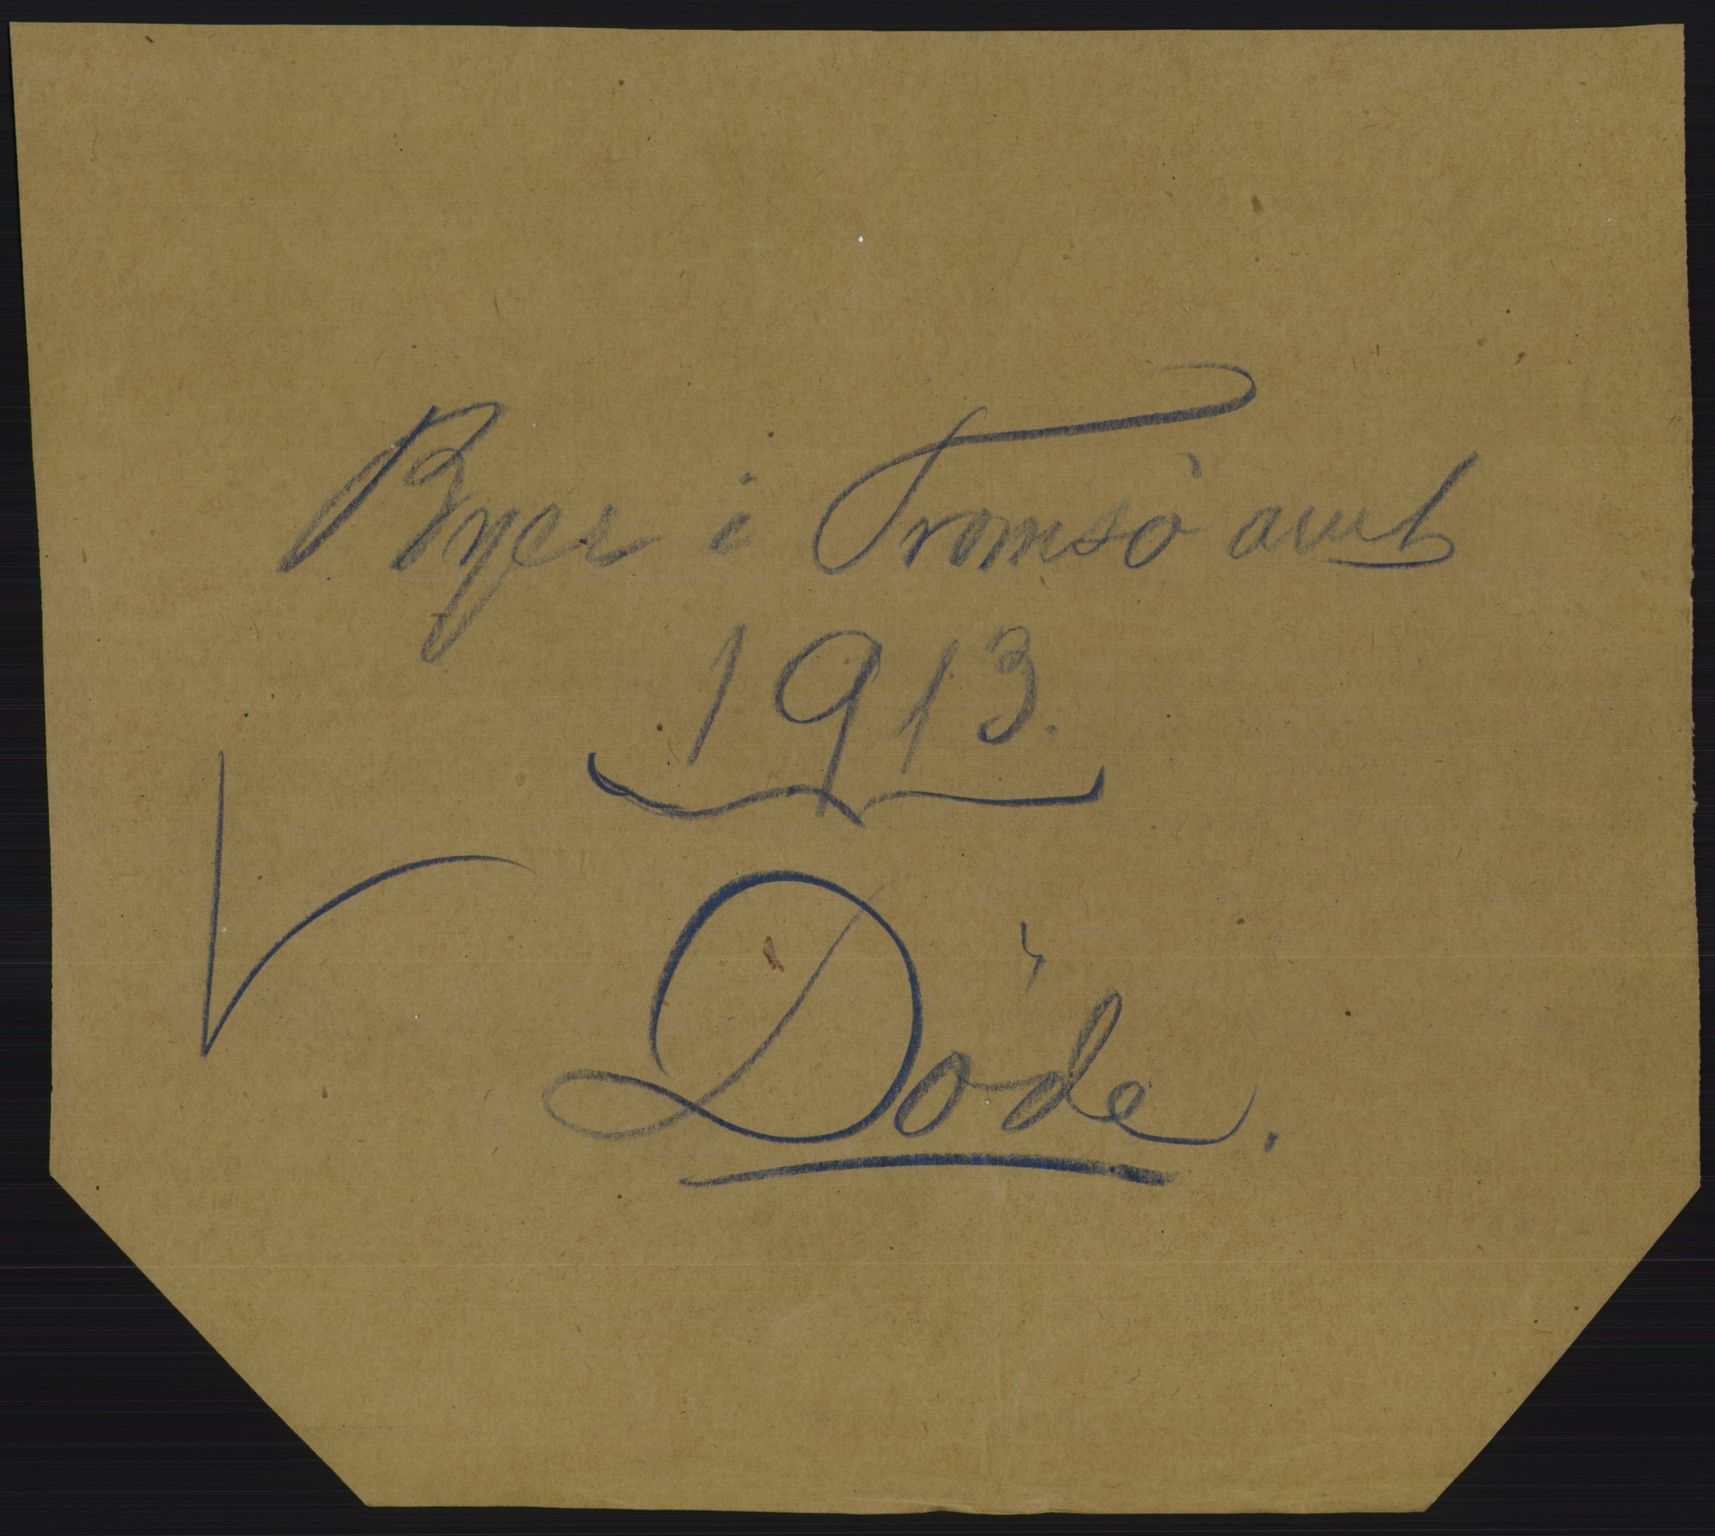 Byer i Tromsö amt
1913.
Döde.